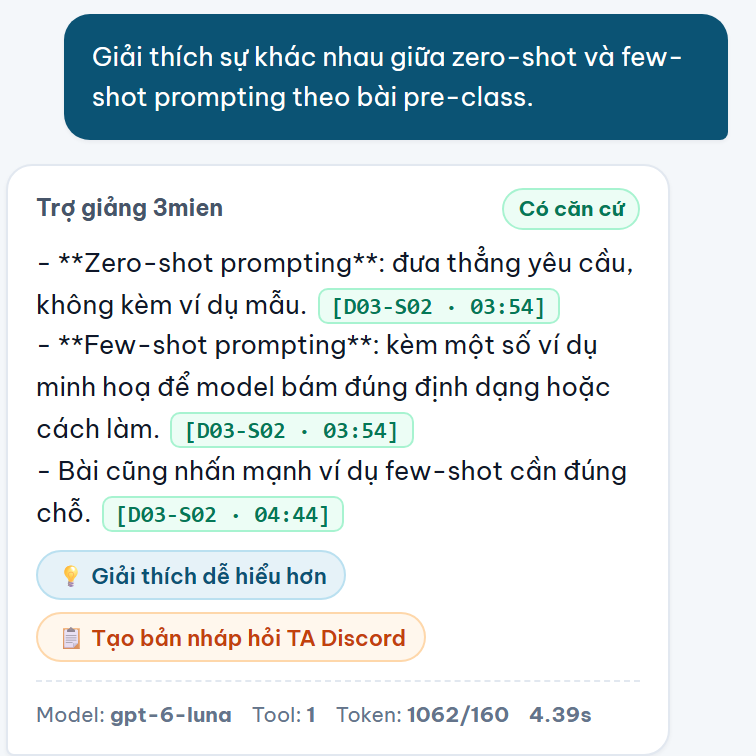 Giải thích sự khác nhau giữa zero-shot và few-
shot prompting theo bài pre-class.
Trợ giảng 3mien
Có căn cứ
- **Zero-shot prompting**: đưa thẳng yêu cầu,
không kèm ví dụ mẫu. [D03-S02 · 03:54]
- **Few-shot prompting**: kèm một số ví dụ
minh hoạ để model bám đúng định dạng hoặc
cách làm. [D03-S02 · 03:54]
- Bài cũng nhấn mạnh ví dụ few-shot cần đúng
chỗ. [D03-S02 · 04:44]
💡 Giải thích dễ hiểu hơn
📋 Tạo bản nháp hỏi TA Discord
Model: gpt-6-luna Tool: 1 Token: 1062/160 4.39s